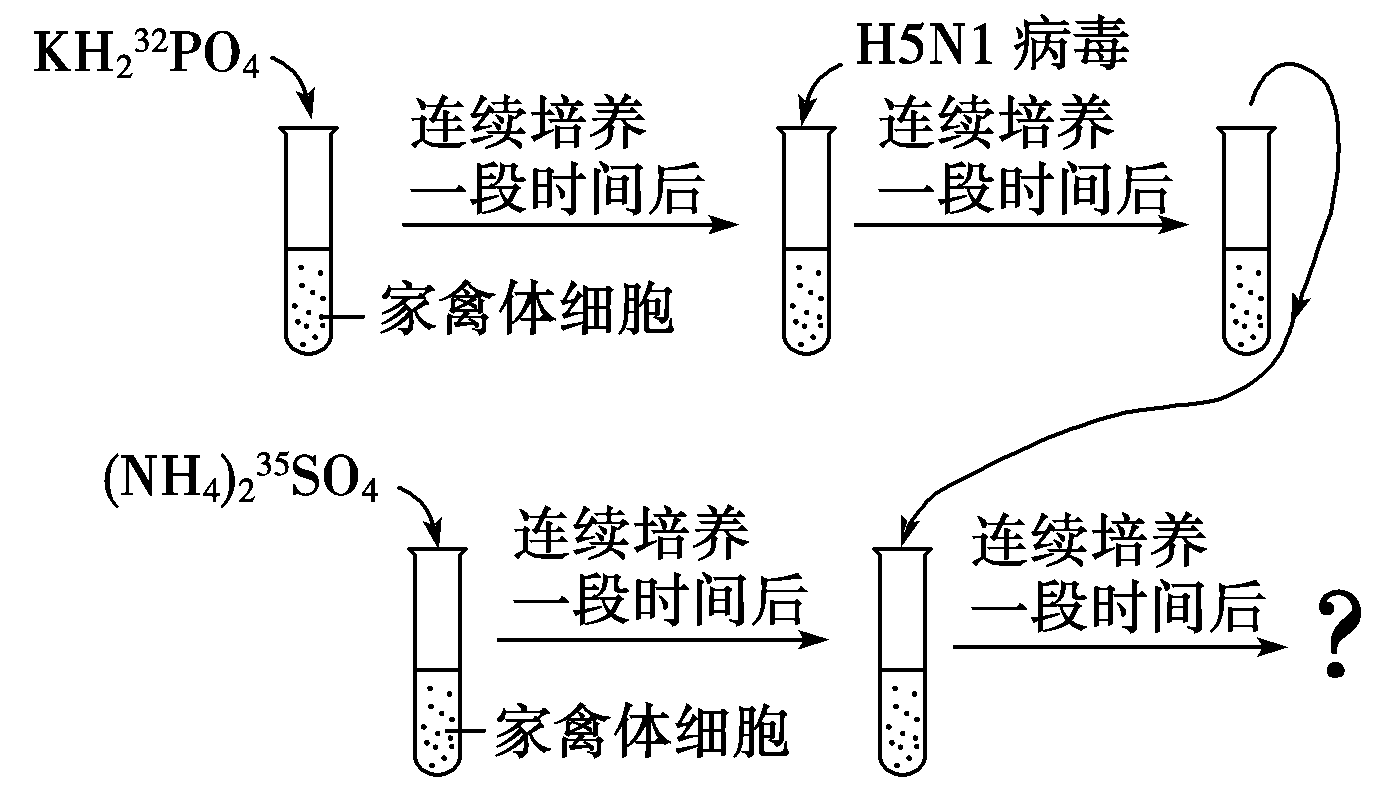 KH₂³²PO₄
H5N1 病毒
连续培养
一段时间后
连续培养
一段时间后
家禽体细胞
(NH₄)₂³⁵SO₄
连续培养
一段时间后
连续培养
一段时间后
?
家禽体细胞